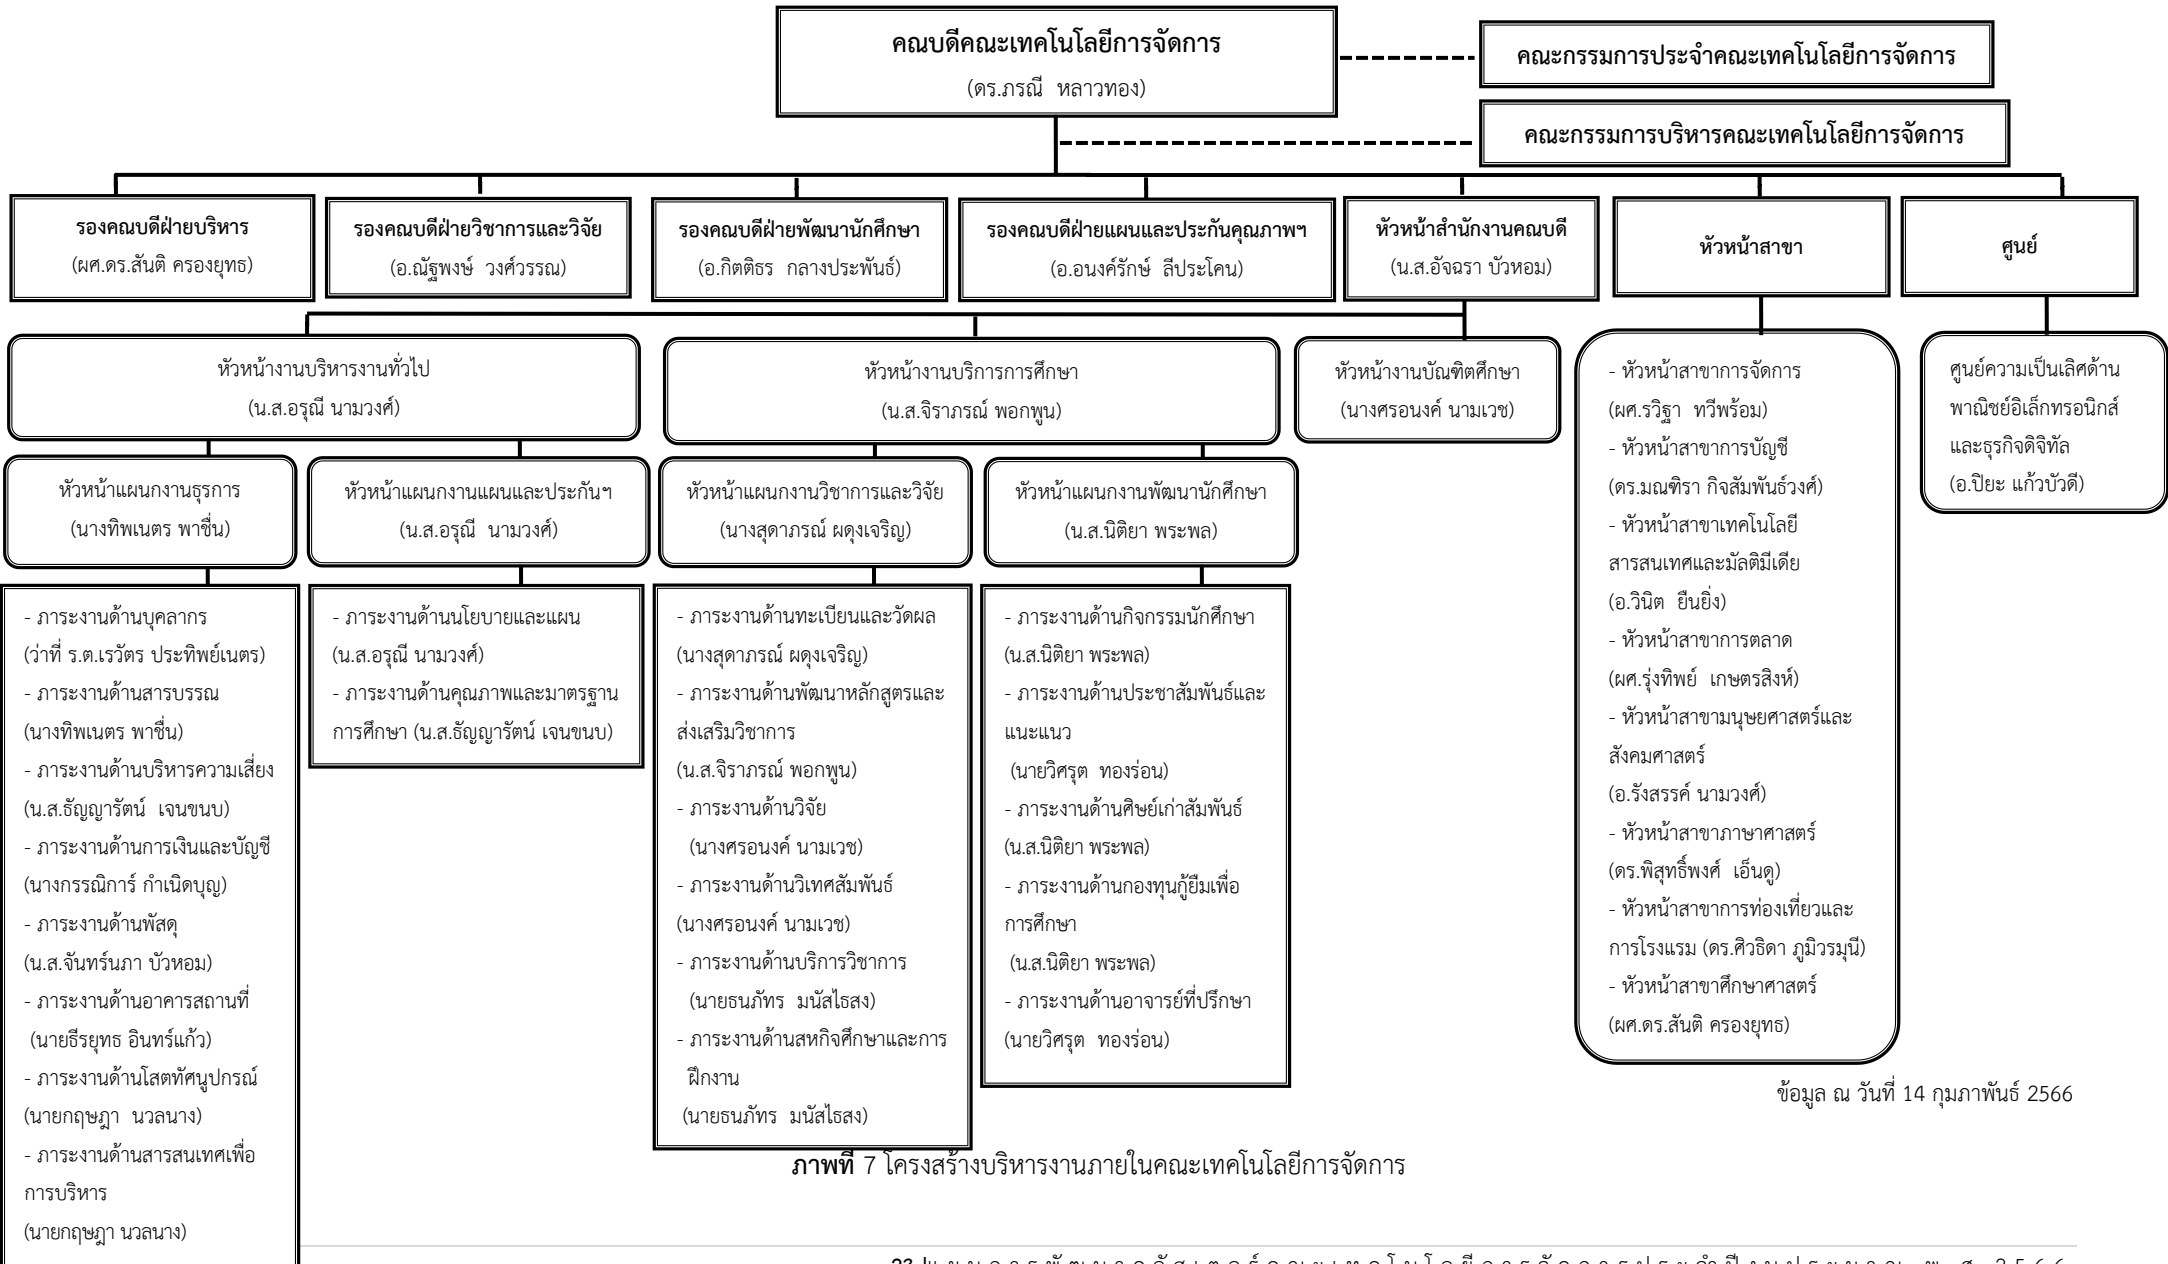 คณบดีคณะเทคโนโลยีการจัดการ
(ดร.ภรณี  หลาวทอง)
คณะกรรมการประจำคณะเทคโนโลยีการจัดการ
คณะกรรมการบริหารคณะเทคโนโลยีการจัดการ
รองคณบดีฝ่ายบริหาร
(ผศ.ดร.สันติ ครองยุทธ)
รองคณบดีฝ่ายวิชาการและวิจัย
(อ.ณัฐพงษ์  วงศ์วรรณ)
รองคณบดีฝ่ายพัฒนานักศึกษา
(อ.กิตติธร  กลางประพันธ์)
รองคณบดีฝ่ายแผนและประกันคุณภาพฯ
(อ.อนงค์รักษ์  ลีประโคน)
หัวหน้าสำนักงานคณบดี
(น.ส.อัจฉรา บัวหอม)
หัวหน้าสาขา
ศูนย์
หัวหน้างานบริหารงานทั่วไป
(น.ส.อรุณี นามวงศ์)
หัวหน้างานบริการการศึกษา
(น.ส.จิราภรณ์ พอกพูน)
หัวหน้างานบัณฑิตศึกษา
(นางศรอนงค์ นามเวช)
หัวหน้าแผนกงานธุรการ
(นางทิพเนตร พาชื่น)
หัวหน้าแผนกงานแผนและประกันฯ
(น.ส.อรุณี  นามวงศ์)
หัวหน้าแผนกงานวิชาการและวิจัย
(นางสุดาภรณ์ ผดุงเจริญ)
หัวหน้าแผนกงานพัฒนานักศึกษา
(น.ส.นิติยา พระพล)
- ภาระงานด้านบุคลากร
(ว่าที่ ร.ต.เรวัตร ประทิพย์เนตร)
- ภาระงานด้านสารบรรณ
(นางทิพเนตร พาชื่น)
- ภาระงานด้านบริหารความเสี่ยง
(น.ส.ธัญญารัตน์  เจนขนบ)
- ภาระงานด้านการเงินและบัญชี
(นางกรรณิการ์ กำเนิดบุญ)
- ภาระงานด้านพัสดุ
(น.ส.จันทร์นภา บัวหอม)
- ภาระงานด้านอาคารสถานที่
(นายธีรยุทธ อินทร์แก้ว)
- ภาระงานด้านโสตทัศนูปกรณ์
(นายกฤษฎา  นวลนาง)
- ภาระงานด้านสารสนเทศเพื่อ
การบริหาร
(นายกฤษฎา นวลนาง)
- ภาระงานด้านนโยบายและแผน
(น.ส.อรุณี นามวงศ์)
- ภาระงานด้านคุณภาพและมาตรฐาน
การศึกษา (น.ส.ธัญญารัตน์ เจนขนบ)
- ภาระงานด้านทะเบียนและวัดผล
(นางสุดาภรณ์ ผดุงเจริญ)
- ภาระงานด้านพัฒนาหลักสูตรและ
ส่งเสริมวิชาการ
(น.ส.จิราภรณ์ พอกพูน)
- ภาระงานด้านวิจัย
(นางศรอนงค์ นามเวช)
- ภาระงานด้านวิเทศสัมพันธ์
(นางศรอนงค์ นามเวช)
- ภาระงานด้านบริการวิชาการ
(นายธนภัทร  มนัสไธสง)
- ภาระงานด้านสหกิจศึกษาและการ
ฝึกงาน
(นายธนภัทร  มนัสไธสง)
- ภาระงานด้านกิจกรรมนักศึกษา
(น.ส.นิติยา พระพล)
- ภาระงานด้านประชาสัมพันธ์และ
แนะแนว
(นายวิศรุต  ทองร่อน)
- ภาระงานด้านศิษย์เก่าสัมพันธ์
(น.ส.นิติยา พระพล)
- ภาระงานด้านกองทุนกู้ยืมเพื่อ
การศึกษา
(น.ส.นิติยา พระพล)
- ภาระงานด้านอาจารย์ที่ปรึกษา
(นายวิศรุต  ทองร่อน)
- หัวหน้าสาขาการจัดการ
(ผศ.รวิฐา  ทวีพร้อม)
- หัวหน้าสาขาการบัญชี
(ดร.มณฑิรา กิจสัมพันธ์วงศ์)
- หัวหน้าสาขาเทคโนโลยี
สารสนเทศและมัลติมีเดีย
(อ.วินิต  ยืนยิ่ง)
- หัวหน้าสาขาการตลาด
(ผศ.รุ่งทิพย์  เกษตรสิงห์)
- หัวหน้าสาขามนุษยศาสตร์และ
สังคมศาสตร์
(อ.รังสรรค์ นามวงศ์)
- หัวหน้าสาขาภาษาศาสตร์
(ดร.พิสุทธิ์พงศ์  เอ็นดู)
- หัวหน้าสาขาการท่องเที่ยวและ
การโรงแรม (ดร.ศิวธิดา ภูมิวรมุนี)
- หัวหน้าสาขาศึกษาศาสตร์
(ผศ.ดร.สันติ ครองยุทธ)
ศูนย์ความเป็นเลิศด้าน
พาณิชย์อิเล็กทรอนิกส์
และธุรกิจดิจิทัล
(อ.ปิยะ แก้วบัวดี)
ข้อมูล ณ วันที่ 14 กุมภาพันธ์ 2566
ภาพที่ 7 โครงสร้างบริหารงานภายในคณะเทคโนโลยีการจัดการ